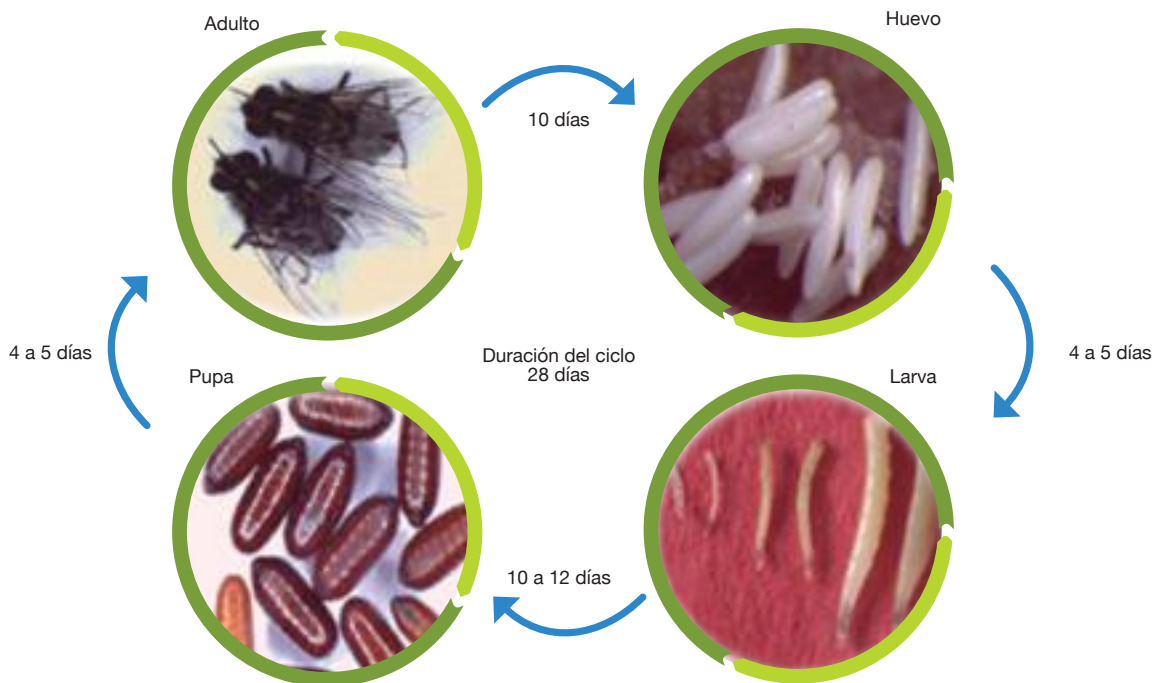 Adulto
Huevo
10 días
4 a 5 días
Duración del ciclo
28 días
4 a 5 días
Pupa
Larva
10 a 12 días